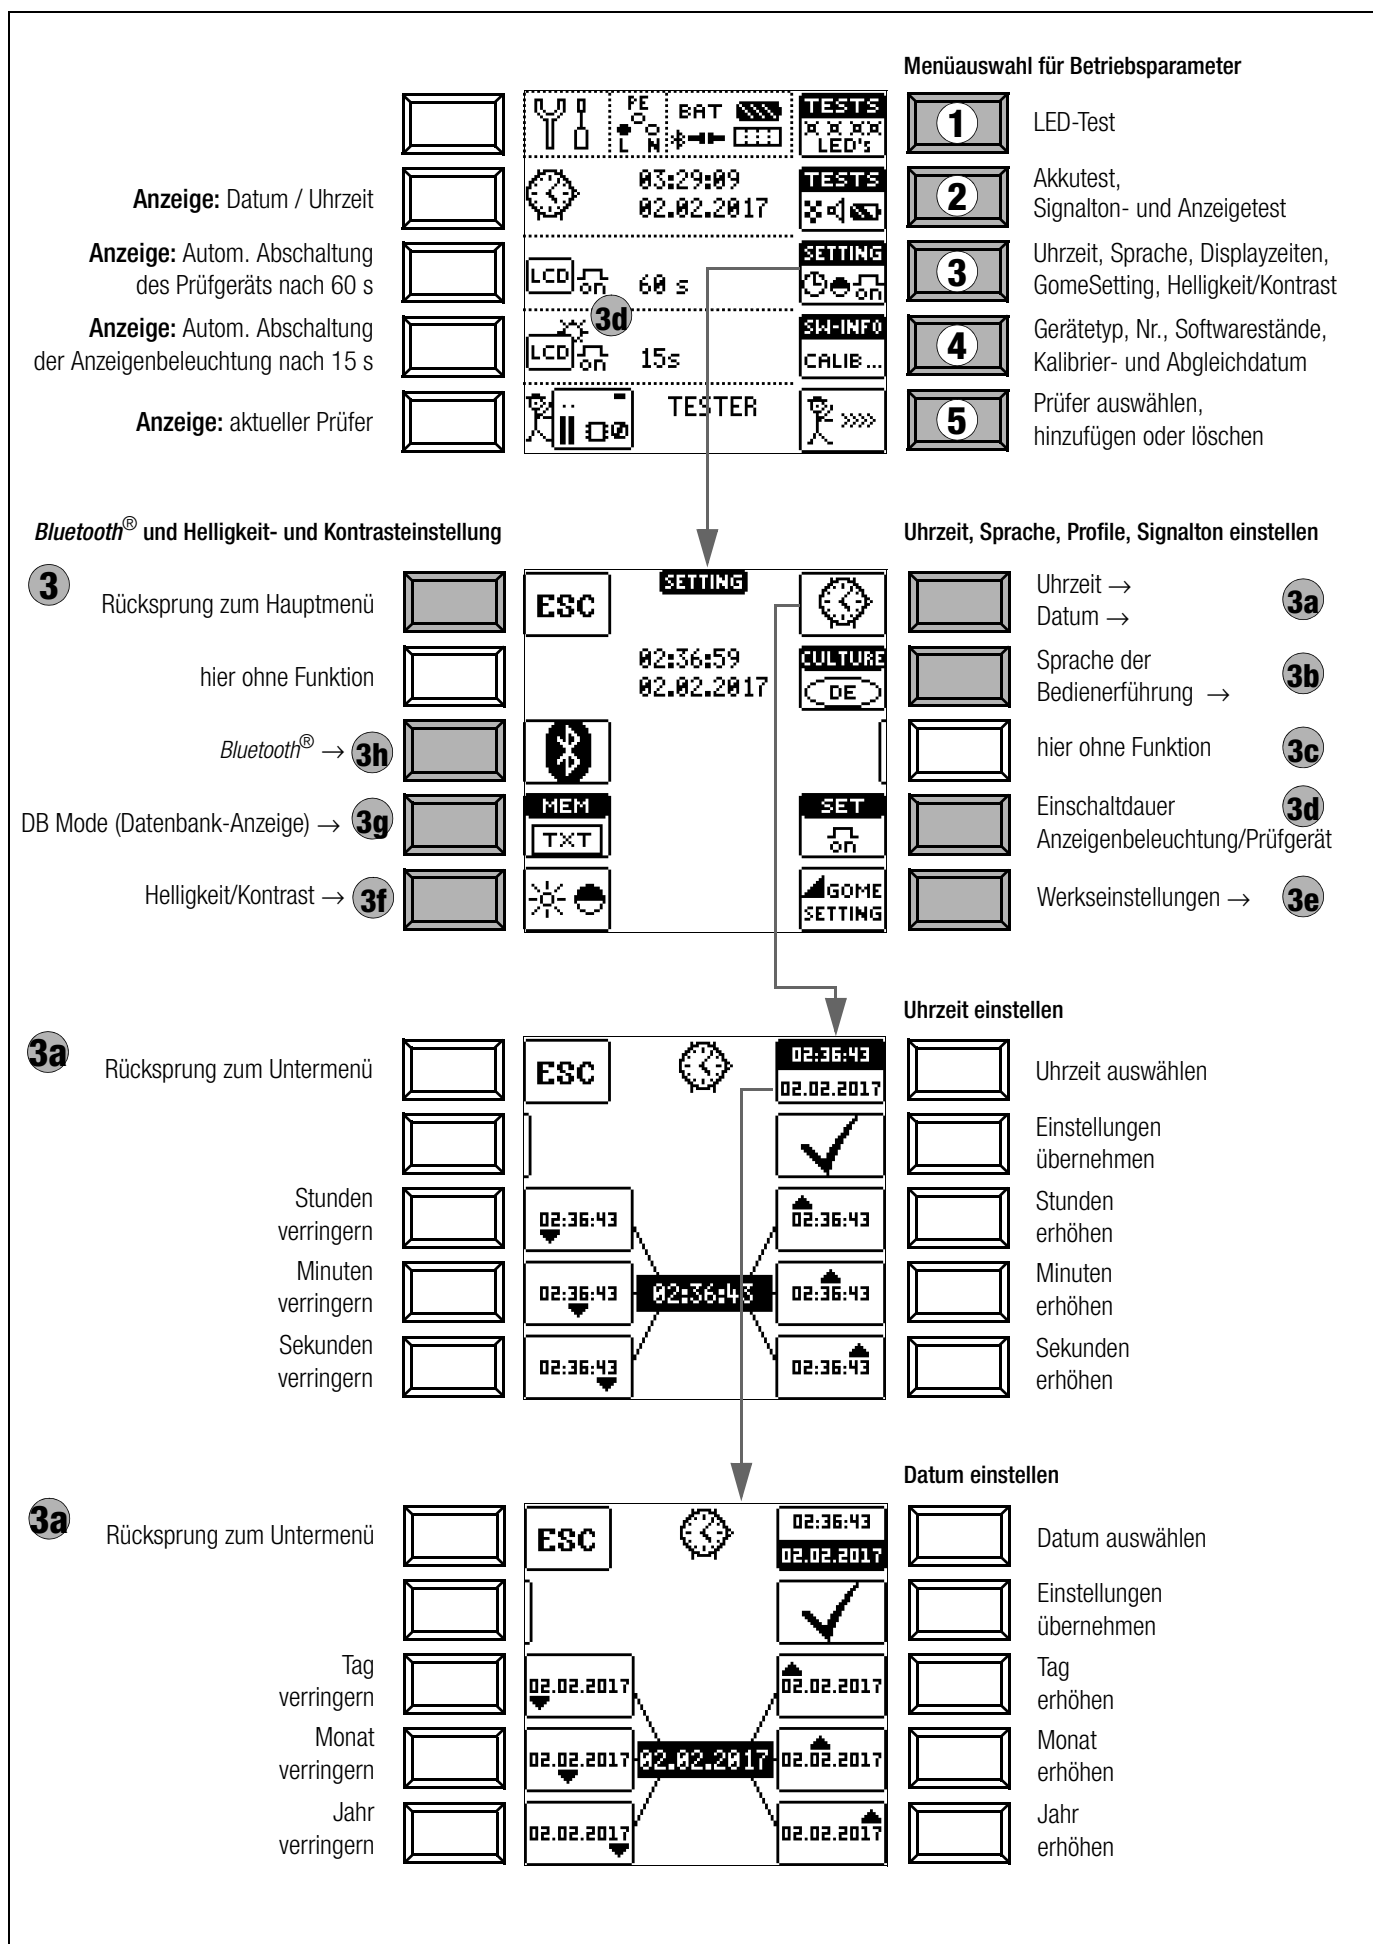 Menüauswahl für Betriebsparameter
PE
L N
BAT
TESTS
LED's
1
LED-Test
Anzeige: Datum / Uhrzeit
03:29:09
02.02.2017
TESTS
2
Akkutest,
Signalton- und Anzeigetest
Anzeige: Autom. Abschaltung
des Prüfgeräts nach 60 s
LCD on 60 s
SETTING
on
3
Uhrzeit, Sprache, Displayzeiten,
GomeSetting, Helligkeit/Kontrast
3d
Anzeige: Autom. Abschaltung
der Anzeigenbeleuchtung nach 15 s
LCD on 15s
SW-INFO
CALIB...
4
Gerätetyp, Nr., Softwarestände,
Kalibrier- und Abgleichdatum
Anzeige: aktueller Prüfer
TESTER
»»
5
Prüfer auswählen,
hinzufügen oder löschen
Bluetooth® und Helligkeit- und Kontrasteinstellung
Uhrzeit, Sprache, Profile, Signalton einstellen
3
Rücksprung zum Hauptmenü
ESC
SETTING
Uhrzeit →
Datum →
3a
hier ohne Funktion
02:36:59
02.02.2017
CULTURE
DE
Sprache der
Bedienerführung →
3b
Bluetooth® → 3h
hier ohne Funktion
3c
DB Mode (Datenbank-Anzeige) → 3g
MEM
TXT
SET
on
Einschaltdauer
Anzeigenbeleuchtung/Prüfgerät
3d
Helligkeit/Kontrast → 3f
GOME
SETTING
Werkseinstellungen →
3e
Uhrzeit einstellen
3a
Rücksprung zum Untermenü
ESC
02:36:43
02.02.2017
Uhrzeit auswählen
Einstellungen
übernehmen
Stunden
verringern
02:36:43
02:36:43
Stunden
erhöhen
Minuten
verringern
02:36:43
02:36:43
02:36:43
Minuten
erhöhen
Sekunden
verringern
02:36:43
02:36:43
Sekunden
erhöhen
Datum einstellen
3a
Rücksprung zum Untermenü
ESC
02:36:43
02.02.2017
Datum auswählen
Einstellungen
übernehmen
Tag
verringern
02.02.2017
02.02.2017
Tag
erhöhen
Monat
verringern
02.02.2017
02.02.2017
02.02.2017
Monat
erhöhen
Jahr
verringern
02.02.2017
02.02.2017
Jahr
erhöhen